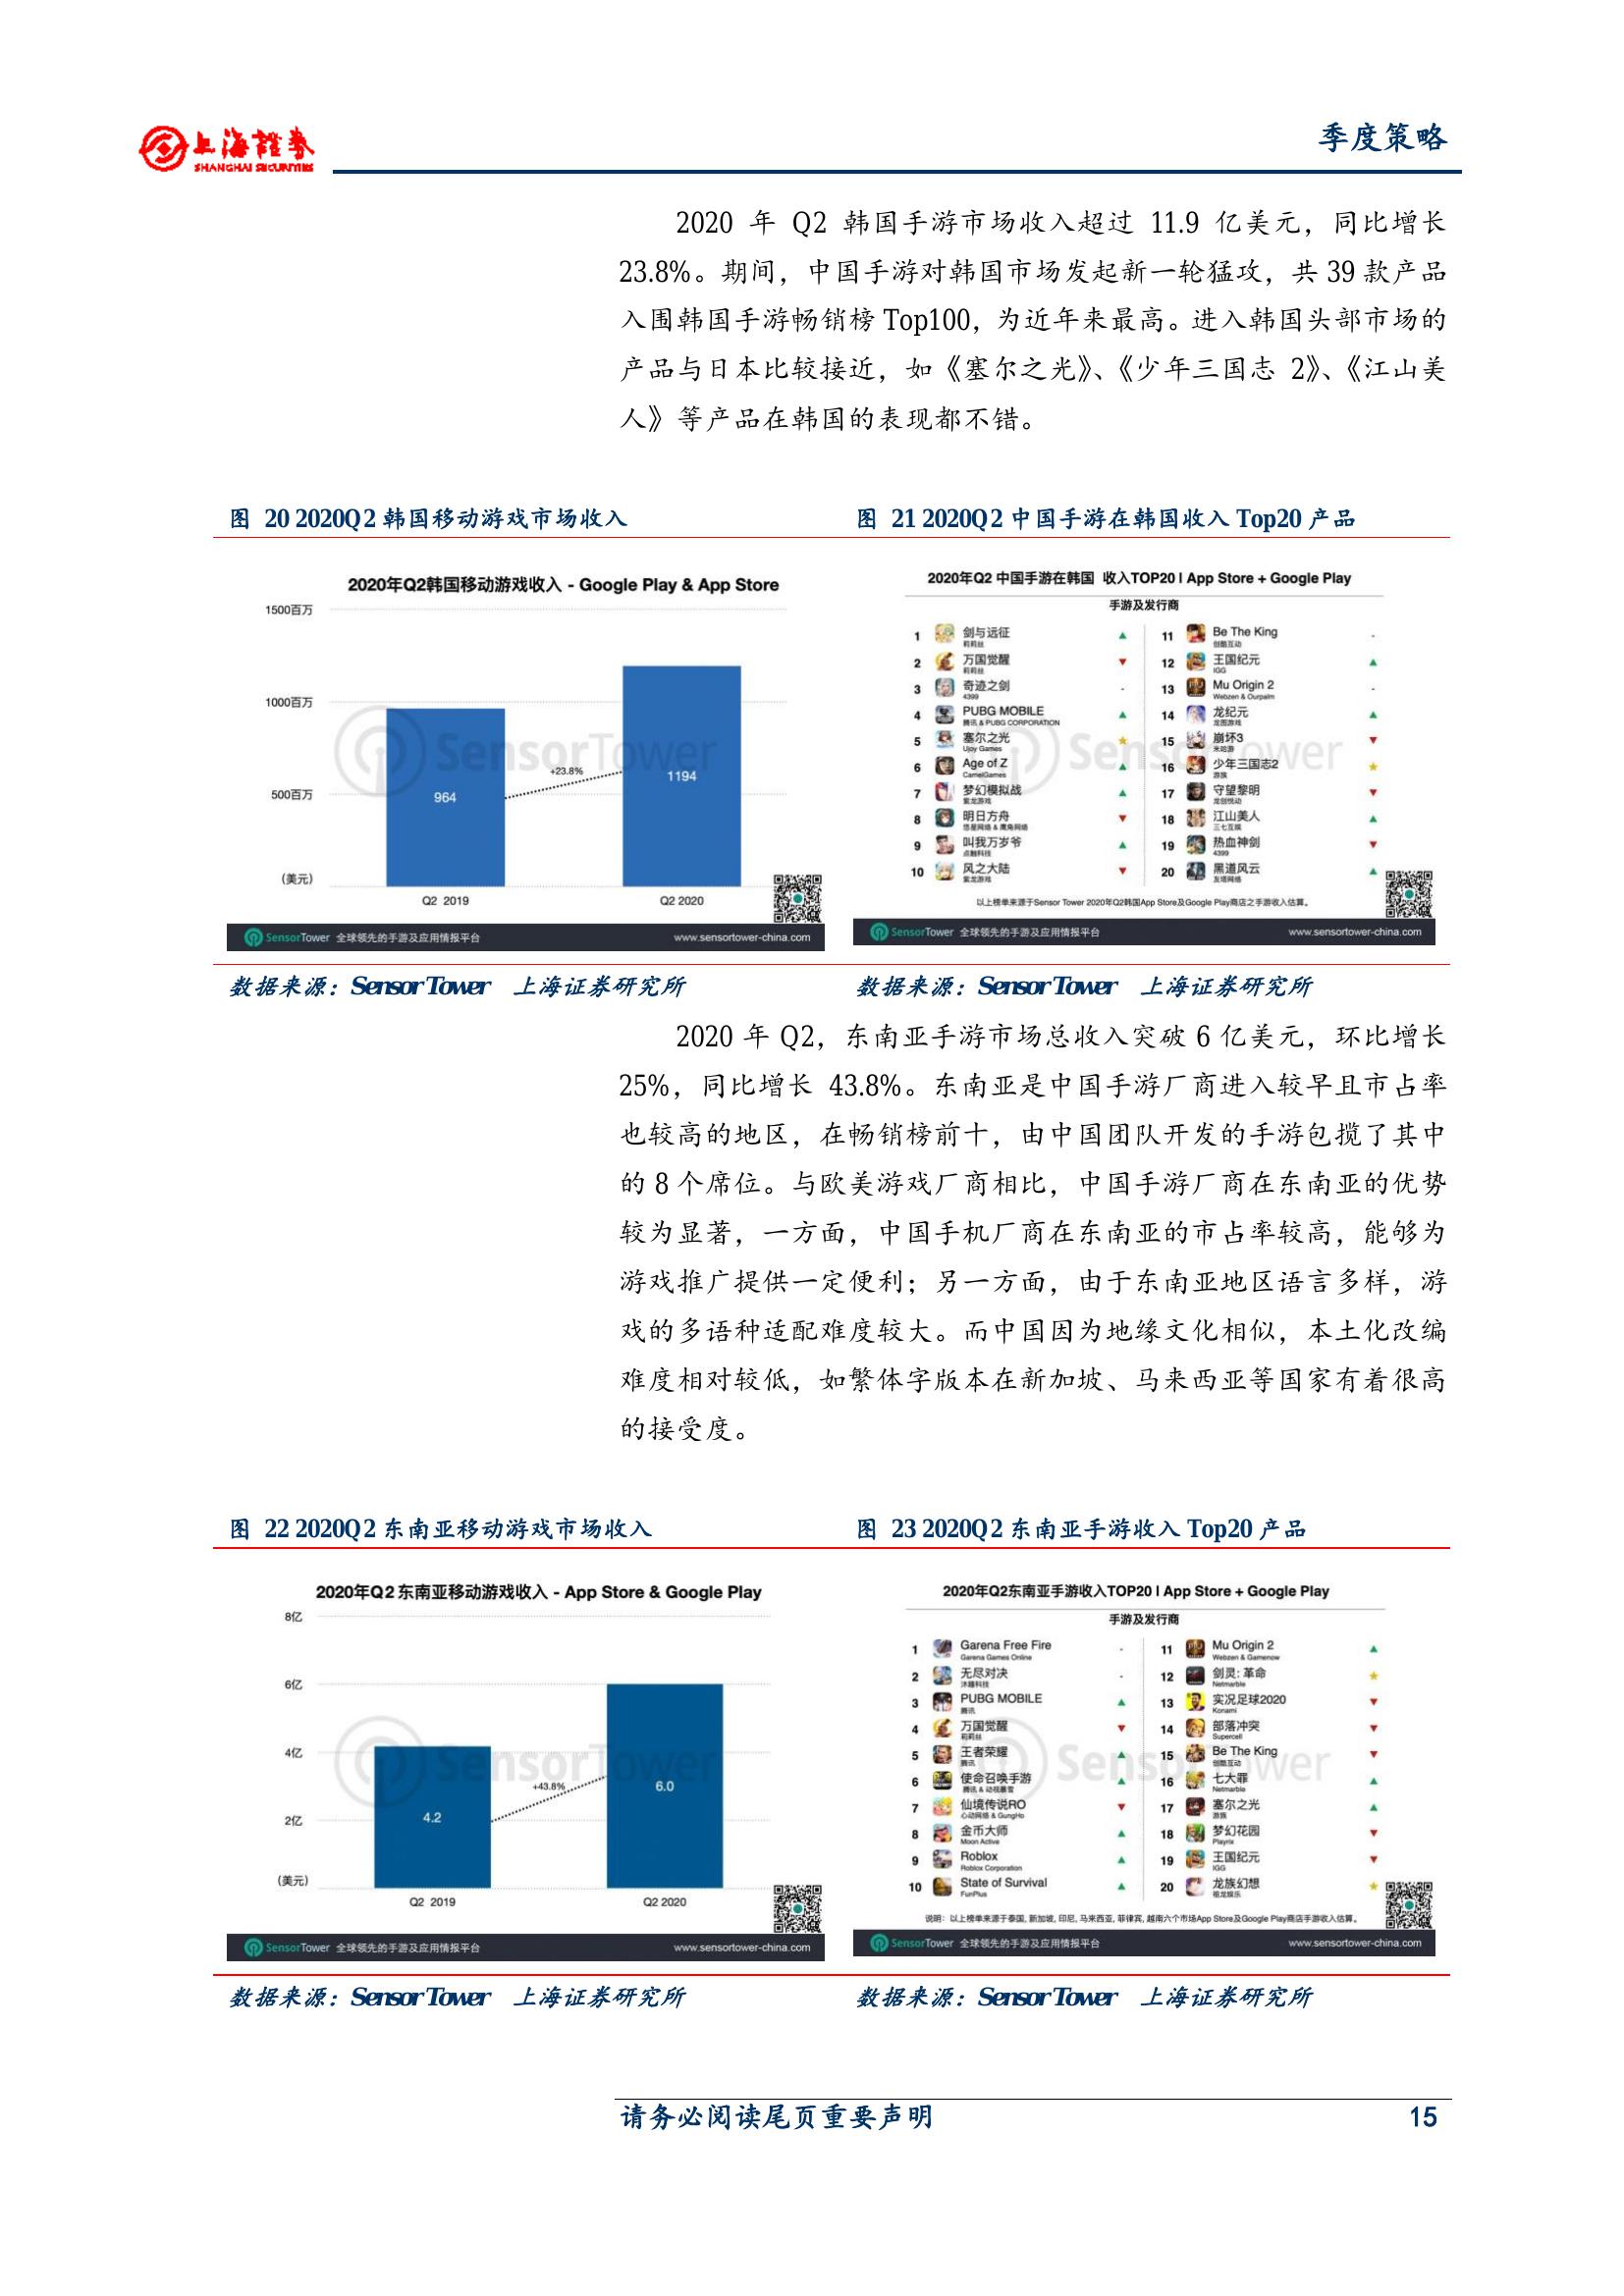 上海證券
SHANGHAI SECURITIES
季度策略
2020 年 Q2 韩国手游市场收入超过 11.9 亿美元，同比增长
23.8%。期间，中国手游对韩国市场发起新一轮猛攻，共 39 款产品
入围韩国手游畅销榜 Top100，为近年来最高。进入韩国头部市场的
产品与日本比较接近，如《塞尔之光》、《少年三国志 2》、《江山美
人》等产品在韩国的表现都不错。
图 20 2020Q2 韩国移动游戏市场收入
2020年Q2韩国移动游戏收入 - Google Play & App Store
1500百万
1000百万
500百万
(美元)
SensorTower
964
+23.8%
1194
Q2 2019
Q2 2020
SensorTower 全球领先的手游及应用情报平台
www.sensortower-china.com
数据来源：SensorTower 上海证券研究所
图 21 2020Q2 中国手游在韩国收入 Top20 产品
2020年Q2 中国手游在韩国 收入TOP20 | App Store + Google Play
手游及发行商
1 剑与远征
莉莉丝
2 万国觉醒
莉莉丝
3 奇迹之剑 -
4399
4 PUBG MOBILE
腾讯 & PUBG CORPORATION
5 塞尔之光
Ujoy Games
6 Age of Z
CamelGames
7 梦幻模拟战
紫龙游戏
8 明日方舟
悠星网络 & 鹰角网络
9 叫我万岁爷
点触科技
10 风之大陆
紫龙游戏
11 Be The King -
创酷互动
12 王国纪元
IGG
13 Mu Origin 2 -
Webzen & Ourpalm
14 龙纪元
龙图游戏
15 崩坏3
米哈游
16 少年三国志2
游族
17 守望黎明
龙创悦动
18 江山美人
三七互娱
19 热血神剑
4399
20 黑道风云
友塔网络
SensorTower
以上榜单来源于Sensor Tower 2020年Q2韩国App Store及Google Play商店之手游收入估算。
SensorTower 全球领先的手游及应用情报平台
www.sensortower-china.com
数据来源：SensorTower 上海证券研究所
2020 年 Q2，东南亚手游市场总收入突破 6 亿美元，环比增长
25%，同比增长 43.8%。东南亚是中国手游厂商进入较早且市占率
也较高的地区，在畅销榜前十，由中国团队开发的手游包揽了其中
的 8 个席位。与欧美游戏厂商相比，中国手游厂商在东南亚的优势
较为显著，一方面，中国手机厂商在东南亚的市占率较高，能够为
游戏推广提供一定便利；另一方面，由于东南亚地区语言多样，游
戏的多语种适配难度较大。而中国因为地缘文化相似，本土化改编
难度相对较低，如繁体字版本在新加坡、马来西亚等国家有着很高
的接受度。
图 22 2020Q2 东南亚移动游戏市场收入
2020年Q2 东南亚移动游戏收入 - App Store & Google Play
8亿
6亿
4亿
2亿
(美元)
SensorTower
4.2
+43.8%
6.0
Q2 2019
Q2 2020
SensorTower 全球领先的手游及应用情报平台
www.sensortower-china.com
数据来源：SensorTower 上海证券研究所
图 23 2020Q2 东南亚手游收入 Top20 产品
2020年Q2东南亚手游收入TOP20 | App Store + Google Play
手游及发行商
1 Garena Free Fire -
Garena Games Online
2 无尽对决 -
沐瞳科技
3 PUBG MOBILE
腾讯
4 万国觉醒
莉莉丝
5 王者荣耀
腾讯
6 使命召唤手游
腾讯 & 动视暴雪
7 仙境传说RO
心动网络 & GungHo
8 金币大师
Moon Active
9 Roblox
Roblox Corporation
10 State of Survival
FunPlus
11 Mu Origin 2
Webzen & Gamenow
12 剑灵: 革命
Netmarble
13 实况足球2020
Konami
14 部落冲突
Supercell
15 Be The King
创酷互动
16 七大罪
Netmarble
17 塞尔之光
游族
18 梦幻花园
Playrix
19 王国纪元
IGG
20 龙族幻想
祖龙娱乐
SensorTower
说明：以上榜单来源于泰国, 新加坡, 印尼, 马来西亚, 菲律宾, 越南六个市场App Store及Google Play商店手游收入估算。
SensorTower 全球领先的手游及应用情报平台
www.sensortower-china.com
数据来源：SensorTower 上海证券研究所
请务必阅读尾页重要声明
15